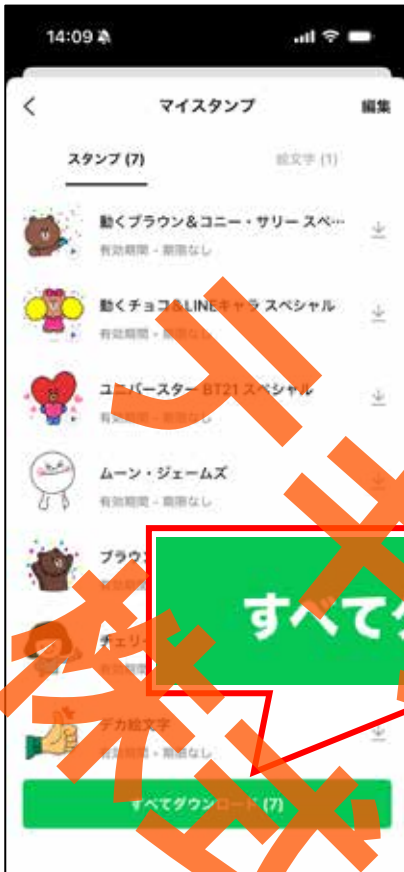 14:09
マイスタンプ
編集
スタンプ (7)
絵文字 (1)
動くブラウン&コニー・サリー スペ…
有効期間 - 期限なし
動くチョコ&LINEキャラ スペシャル
有効期間 - 期限なし
ユニバースター BT21 スペシャル
有効期間 - 期限なし
ムーン・ジェームズ
有効期間 - 期限なし
ブラウ
すべてダ
チェリー
デカ絵文字
有効期間 - 期限なし
すべてダウンロード (7)